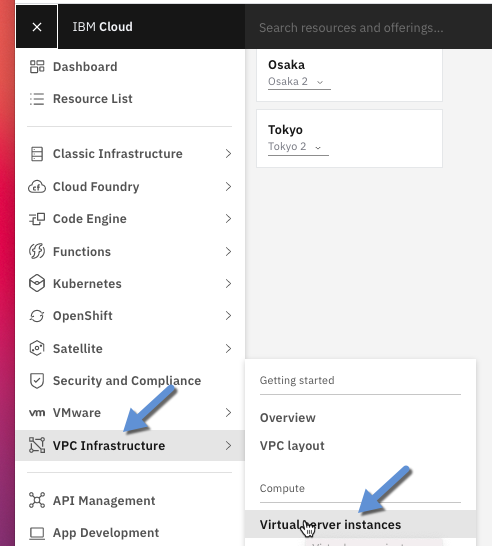 IBM Cloud
Search resources and offerings...
Dashboard
Resource List
Classic Infrastructure
cf
Cloud Foundry
Code Engine
Functions
Kubernetes
OpenShift
Satellite
Security and Compliance
vm
VMware
VPC Infrastructure
API Management
App Development
Osaka
Osaka 2
Tokyo
Tokyo 2
Getting started
Overview
VPC layout
Compute
Virtual server instances